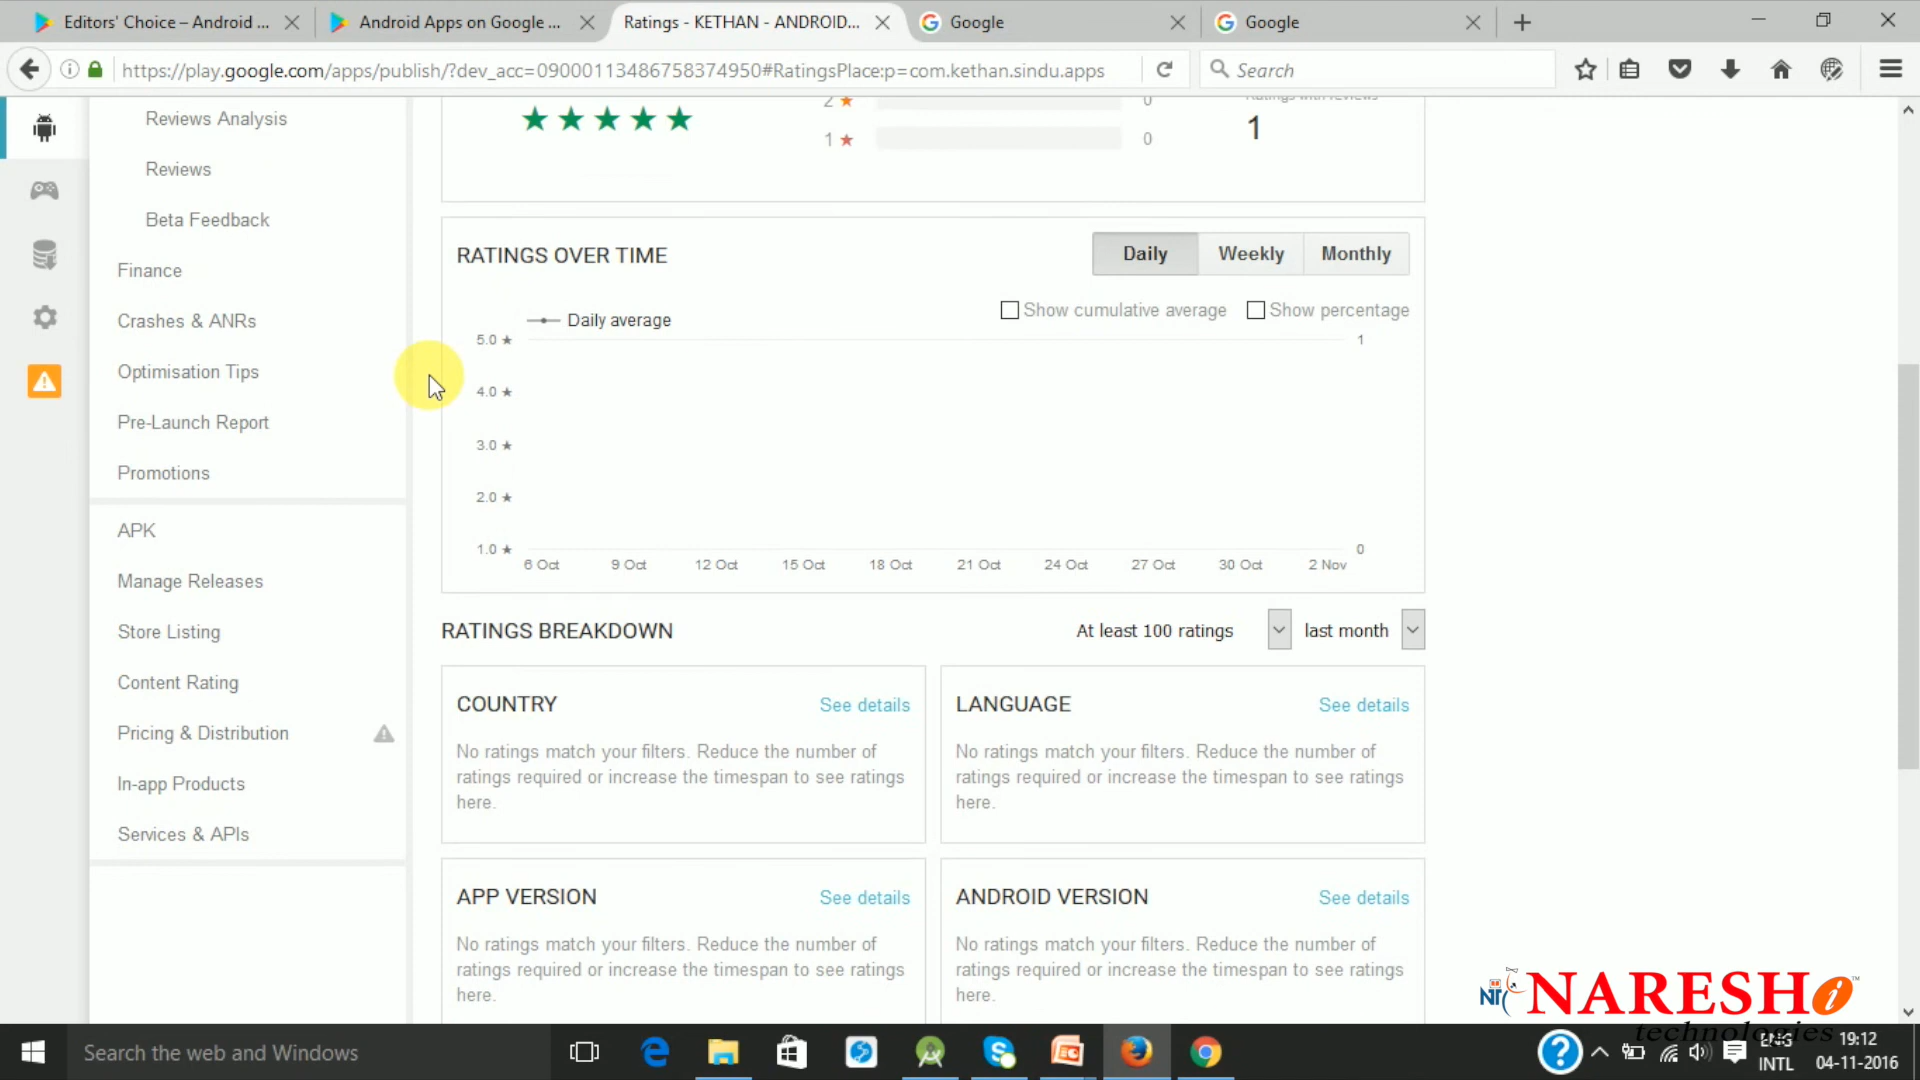 Editors' Choice – Android ...
Android Apps on Google ...
Ratings - KETHAN - ANDROID...
Google
Google
https://play.google.com/apps/publish/?dev_acc=09000113486758374950#RatingsPlace:p=com.kethan.sindu.apps
Search
Reviews Analysis
Reviews
Beta Feedback
Finance
Crashes & ANRs
Optimisation Tips
Pre-Launch Report
Promotions
APK
Manage Releases
Store Listing
Content Rating
Pricing & Distribution
In-app Products
Services & APIs
2 ★ 0
Ratings with reviews
1 ★ 0
1
RATINGS OVER TIME
Daily Weekly Monthly
Daily average
Show cumulative average Show percentage
5.0 ★ 1
4.0 ★
3.0 ★
2.0 ★
1.0 ★ 0
6 Oct 9 Oct 12 Oct 15 Oct 18 Oct 21 Oct 24 Oct 27 Oct 30 Oct 2 Nov
RATINGS BREAKDOWN
At least 100 ratings last month
COUNTRY See details
No ratings match your filters. Reduce the number of
ratings required or increase the timespan to see ratings
here.
LANGUAGE See details
No ratings match your filters. Reduce the number of
ratings required or increase the timespan to see ratings
here.
APP VERSION See details
No ratings match your filters. Reduce the number of
ratings required or increase the timespan to see ratings
here.
ANDROID VERSION See details
No ratings match your filters. Reduce the number of
ratings required or increase the timespan to see ratings
here.
NARESH i ™
technologies
Search the web and Windows
ENG
INTL
19:12
04-11-2016